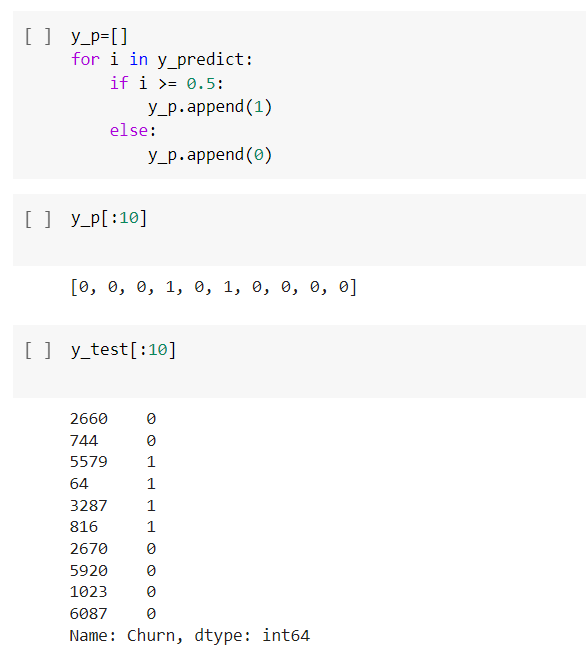 [ ] y_p=[]
for i in y_predict:
    if i >= 0.5:
        y_p.append(1)
    else:
        y_p.append(0)
[ ] y_p[:10]
[0, 0, 0, 1, 0, 1, 0, 0, 0, 0]
[ ] y_test[:10]
2660    0
744     0
5579    1
64      1
3287    1
816     1
2670    0
5920    0
1023    0
6087    0
Name: Churn, dtype: int64